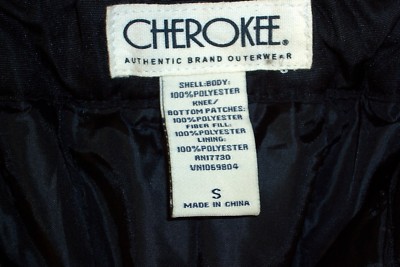 CHEROKEE®
AUTHENTIC BRAND OUTERWEAR
SHELL:BODY:
100%POLYESTER
KNEE/
BOTTOM PATCHES:
100%POLYESTER
FIBER FILL:
100%POLYESTER
LINING:
100%POLYESTER
RN17730
VN1069804
S
MADE IN CHINA